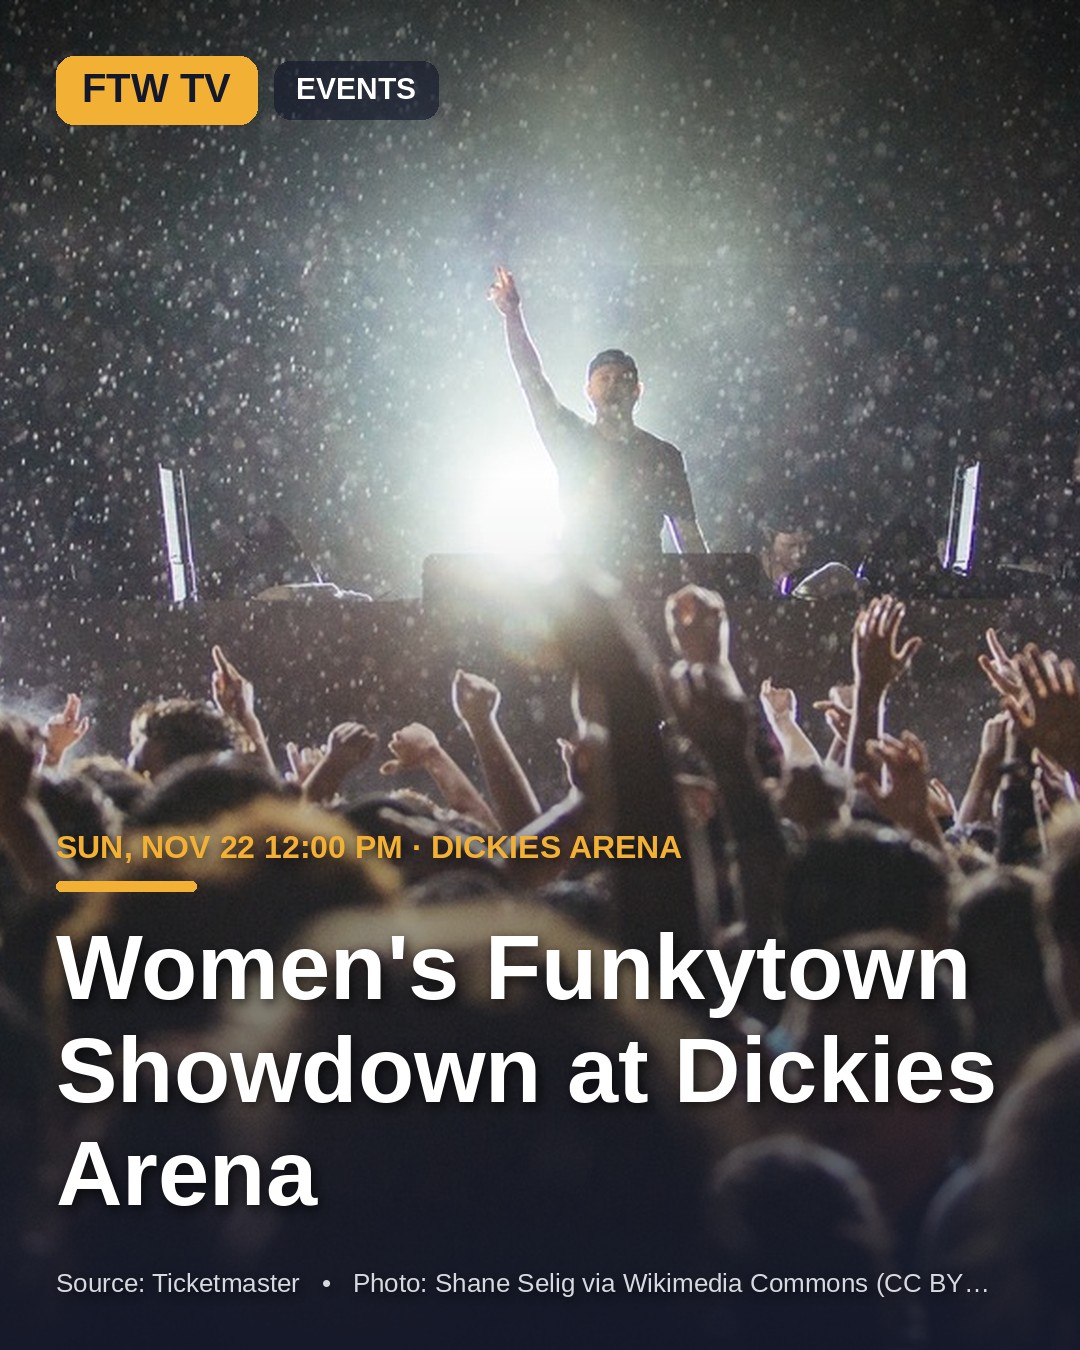 FTW TV
EVENTS
SUN, NOV 22 12:00 PM · DICKIES ARENA
Women's Funkytown
Showdown at Dickies
Arena
Source: Ticketmaster • Photo: Shane Selig via Wikimedia Commons (CC BY…